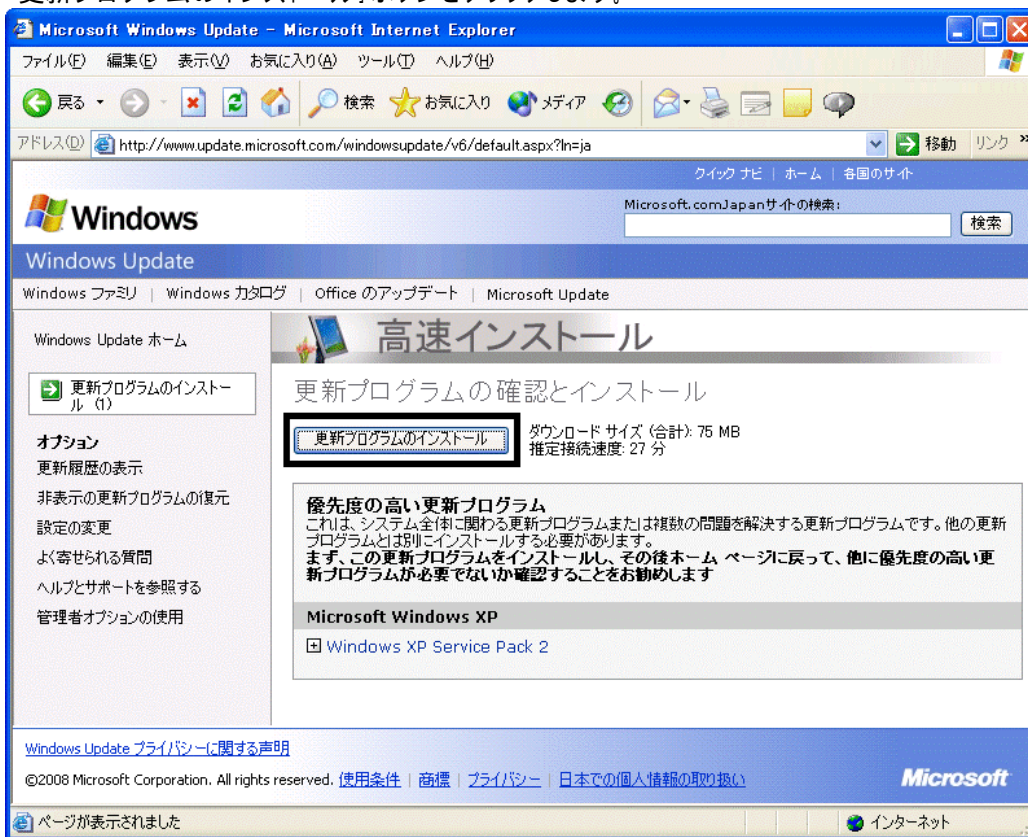 更新プログラムのインストール」ボタンをクリックします。
Microsoft Windows Update - Microsoft Internet Explorer
ファイル(F) 編集(E) 表示(V) お気に入り(A) ツール(T) ヘルプ(H)
戻る 検索 お気に入り メディア
アドレス(D) http://www.update.microsoft.com/windowsupdate/v6/default.aspx?ln=ja 移動 リンク »
クイック ナビ | ホーム | 各国のサイト
Windows
Microsoft.comJapanサイトの検索:
検索
Windows Update
Windows ファミリ | Windows カタログ | Office のアップデート | Microsoft Update
Windows Update ホーム
更新プログラムのインストー
ル (1)
オプション
更新履歴の表示
非表示の更新プログラムの復元
設定の変更
よく寄せられる質問
ヘルプとサポートを参照する
管理者オプションの使用
高速インストール
更新プログラムの確認とインストール
更新プログラムのインストール
ダウンロード サイズ (合計): 75 MB
推定接続速度: 27 分
優先度の高い更新プログラム
これは、システム全体に関わる更新プログラムまたは複数の問題を解決する更新プログラムです。他の更新
プログラムとは別にインストールする必要があります。
まず、この更新プログラムをインストールし、その後ホーム ページに戻って、他に優先度の高い更
新プログラムが必要でないか確認することをお勧めします
Microsoft Windows XP
Windows XP Service Pack 2
Windows Update プライバシーに関する声明
©2008 Microsoft Corporation. All rights reserved. 使用条件 | 商標 | プライバシー | 日本での個人情報の取り扱い
Microsoft
ページが表示されました
インターネット